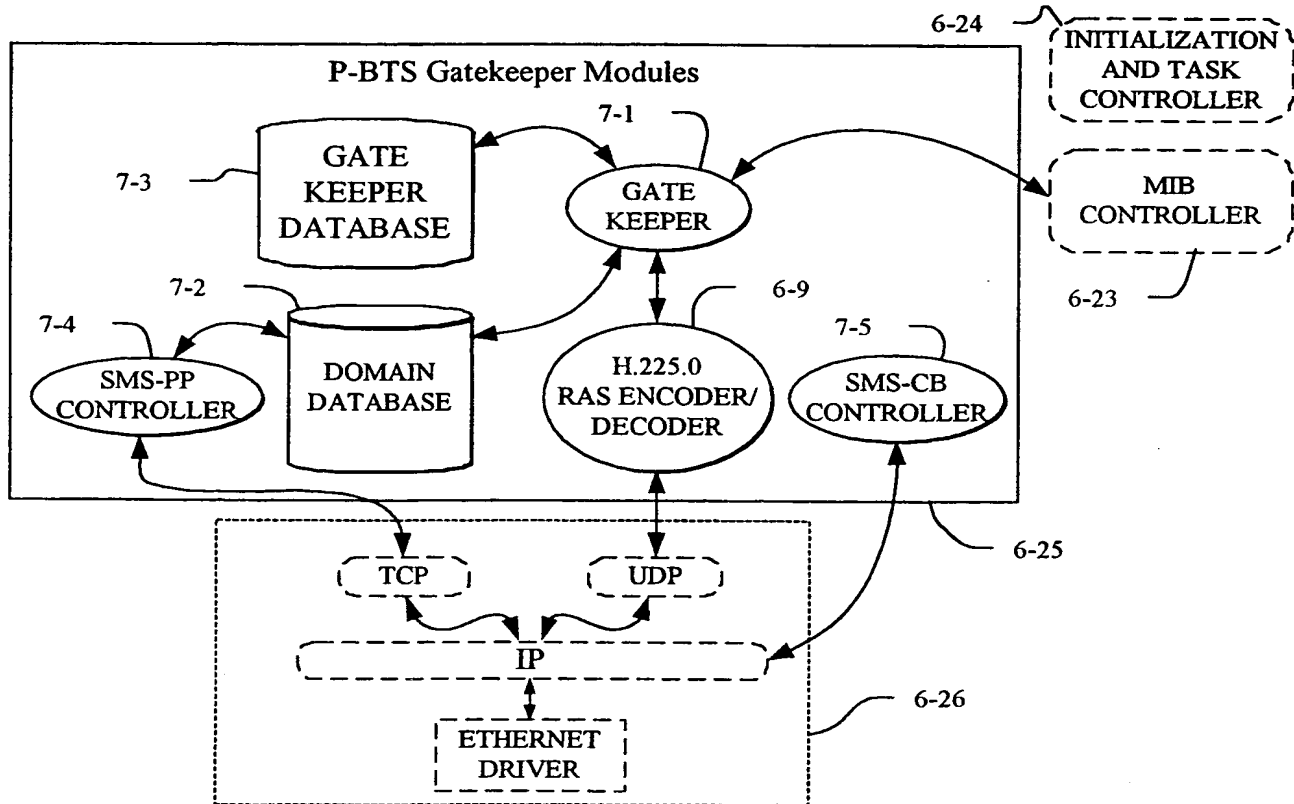 6-24
INITIALIZATION
AND TASK
CONTROLLER
P-BTS Gatekeeper Modules
7-1
GATE
KEEPER
DATABASE
7-3
GATE
KEEPER
MIB
CONTROLLER
6-23
7-2
6-9
7-4
7-5
SMS-PP
CONTROLLER
DOMAIN
DATABASE
H.225.0
RAS ENCODER/
DECODER
SMS-CB
CONTROLLER
6-25
TCP
UDP
IP
6-26
ETHERNET
DRIVER